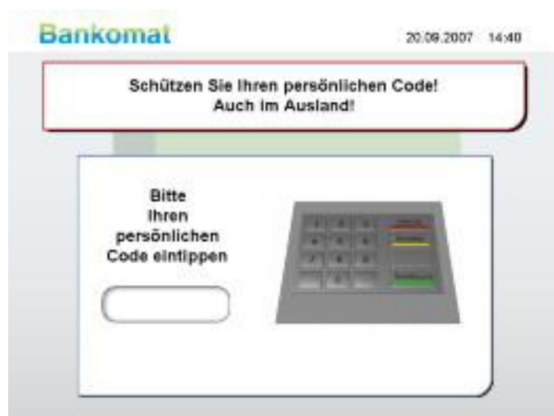 Bankomat
20.09.2007 14:40
Schützen Sie Ihren persönlichen Code!
Auch im Ausland!
Bitte
Ihren
persönlichen
Code eintippen